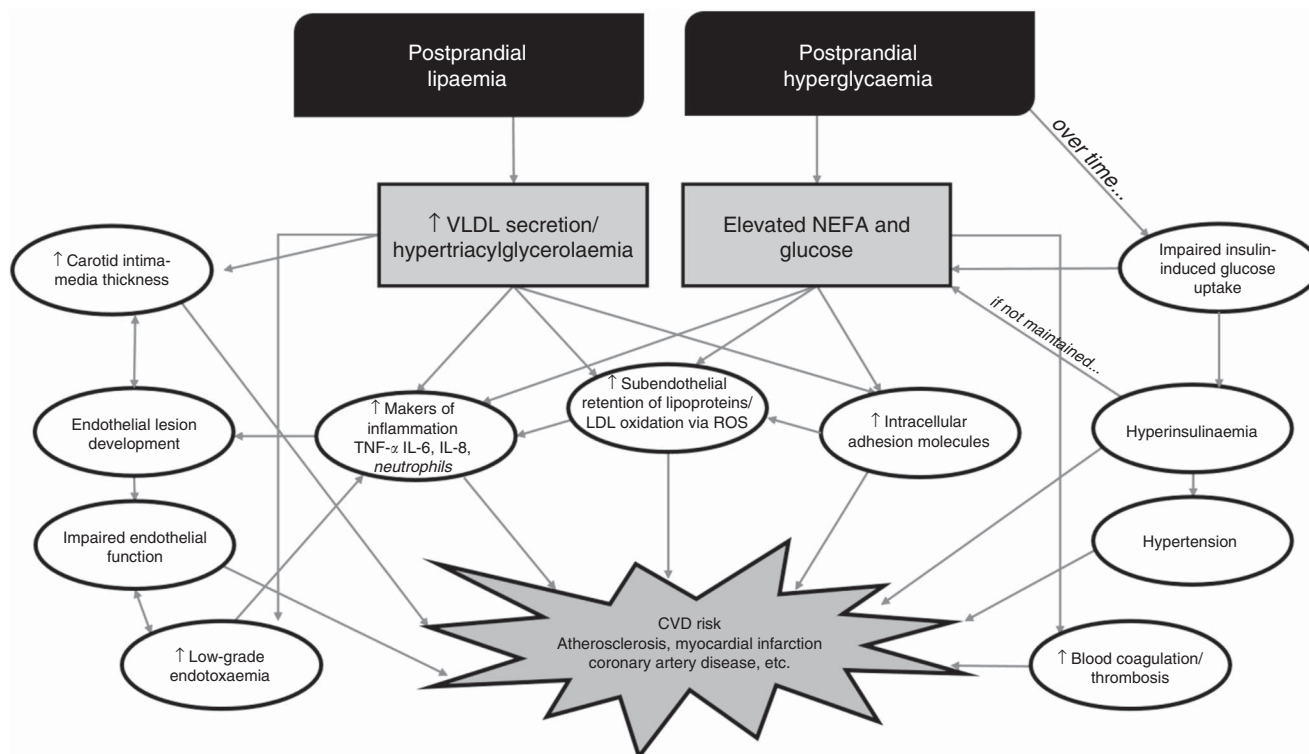 Postprandial
lipaemia
Postprandial
hyperglycaemia
over time...
↑ VLDL secretion/
hypertriacylglycerolaemia
Elevated NEFA and
glucose
↑ Carotid intima-
media thickness
Impaired insulin-
induced glucose
uptake
if not maintained...
Endothelial lesion
development
↑ Makers of
inflammation
TNF-α IL-6, IL-8,
neutrophils
↑ Subendothelial
retention of lipoproteins/
LDL oxidation via ROS
↑ Intracellular
adhesion molecules
Hyperinsulinaemia
Impaired endothelial
function
Hypertension
↑ Low-grade
endotoxaemia
CVD risk
Atherosclerosis, myocardial infarction
coronary artery disease, etc.
↑ Blood coagulation/
thrombosis